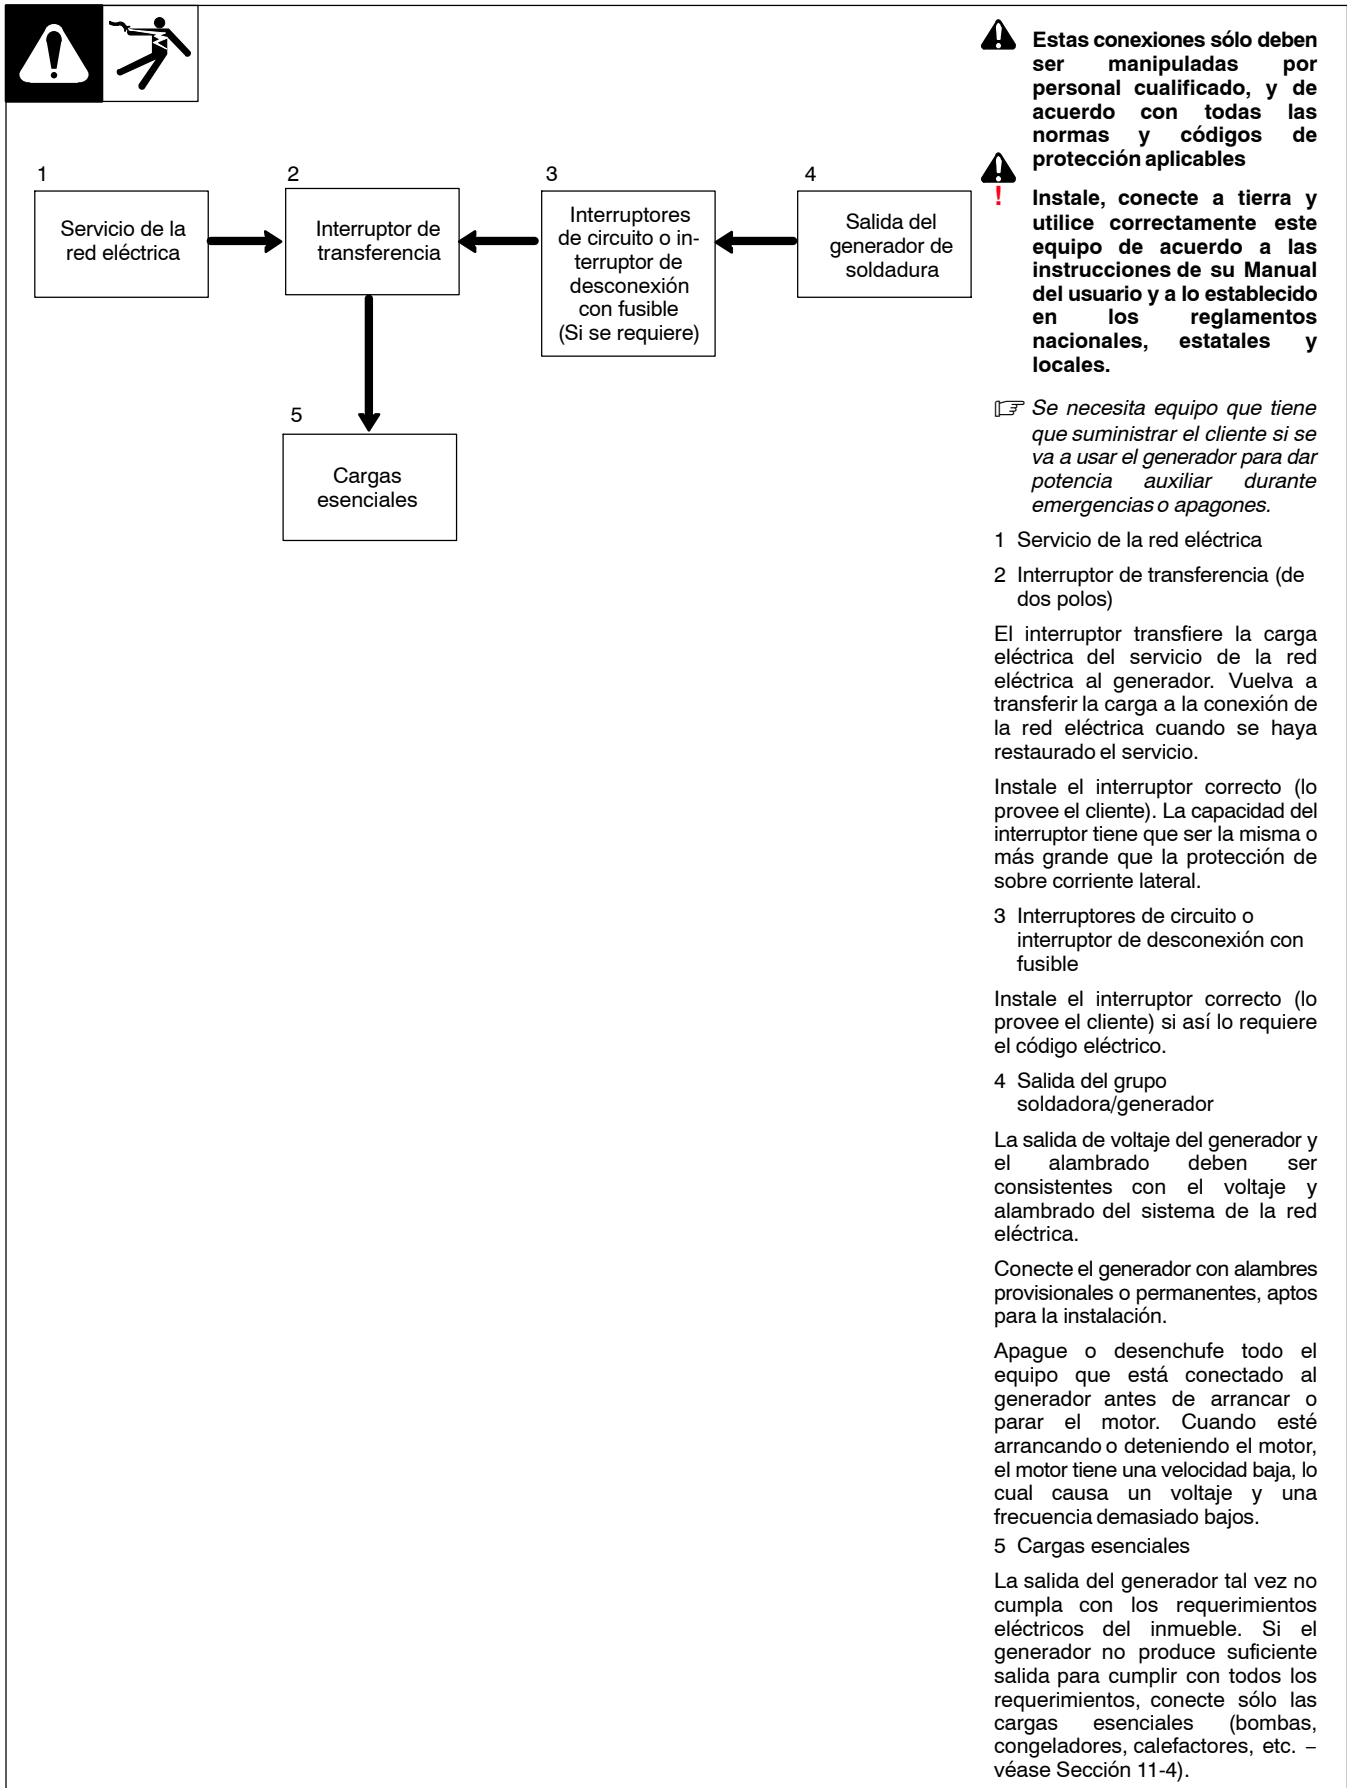 1
Servicio de la
red eléctrica
2
Interruptor de
transferencia
3
Interruptores
de circuito o in-
terruptor de
desconexión
con fusible
(Si se requiere)
4
Salida del
generador de
soldadura
5
Cargas
esenciales
Estas conexiones sólo deben
ser manipuladas por
personal cualificado, y de
acuerdo con todas las
normas y códigos de
protección aplicables
!
Instale, conecte a tierra y
utilice correctamente este
equipo de acuerdo a las
instrucciones de su Manual
del usuario y a lo establecido
en los reglamentos
nacionales, estatales y
locales.
Se necesita equipo que tiene
que suministrar el cliente si se
va a usar el generador para dar
potencia auxiliar durante
emergencias o apagones.
1 Servicio de la red eléctrica
2 Interruptor de transferencia (de
dos polos)
El interruptor transfiere la carga
eléctrica del servicio de la red
eléctrica al generador. Vuelva a
transferir la carga a la conexión de
la red eléctrica cuando se haya
restaurado el servicio.
Instale el interruptor correcto (lo
provee el cliente). La capacidad del
interruptor tiene que ser la misma o
más grande que la protección de
sobre corriente lateral.
3 Interruptores de circuito o
interruptor de desconexión con
fusible
Instale el interruptor correcto (lo
provee el cliente) si así lo requiere
el código eléctrico.
4 Salida del grupo
soldadora/generador
La salida de voltaje del generador y
el alambrado deben ser
consistentes con el voltaje y
alambrado del sistema de la red
eléctrica.
Conecte el generador con alambres
provisionales o permanentes, aptos
para la instalación.
Apague o desenchufe todo el
equipo que está conectado al
generador antes de arrancar o
parar el motor. Cuando esté
arrancando o deteniendo el motor,
el motor tiene una velocidad baja, lo
cual causa un voltaje y una
frecuencia demasiado bajos.
5 Cargas esenciales
La salida del generador tal vez no
cumpla con los requerimientos
eléctricos del inmueble. Si el
generador no produce suficiente
salida para cumplir con todos los
requerimientos, conecte sólo las
cargas esenciales (bombas,
congeladores, calefactores, etc. –
véase Sección 11-4).